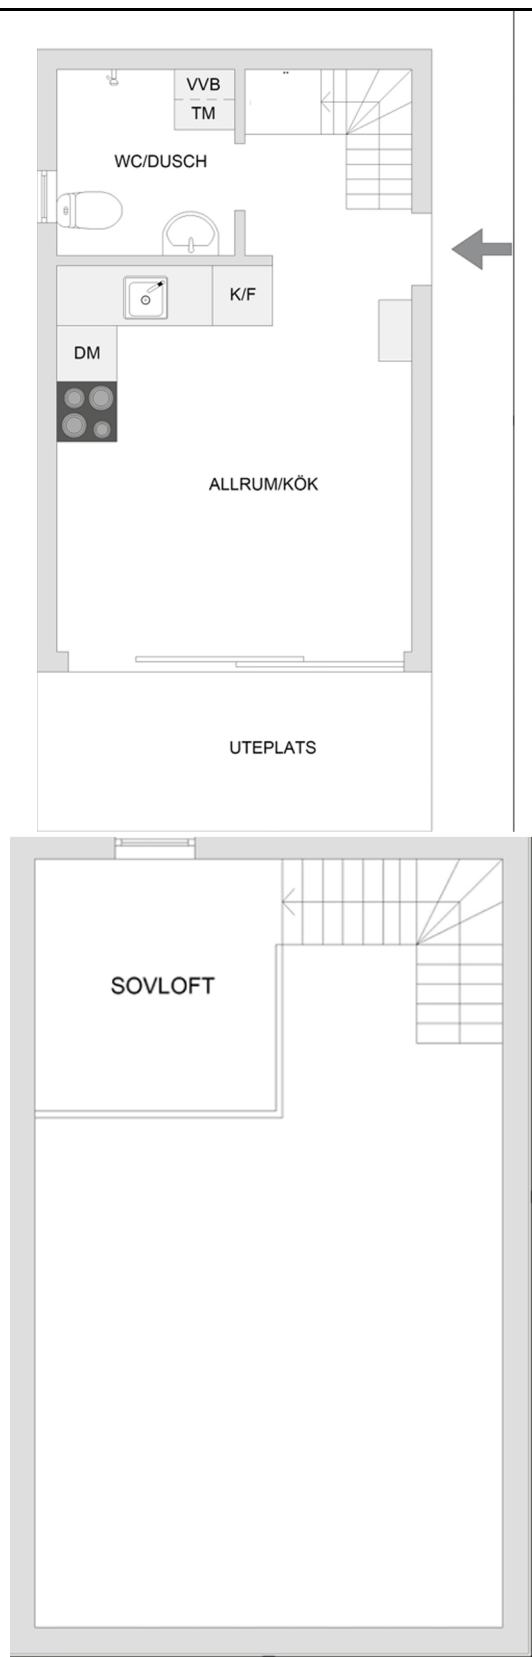 VVB
TM
WC/DUSCH
K/F
DM
ALLRUM/KÖK
UTEPLATS
SOVLOFT